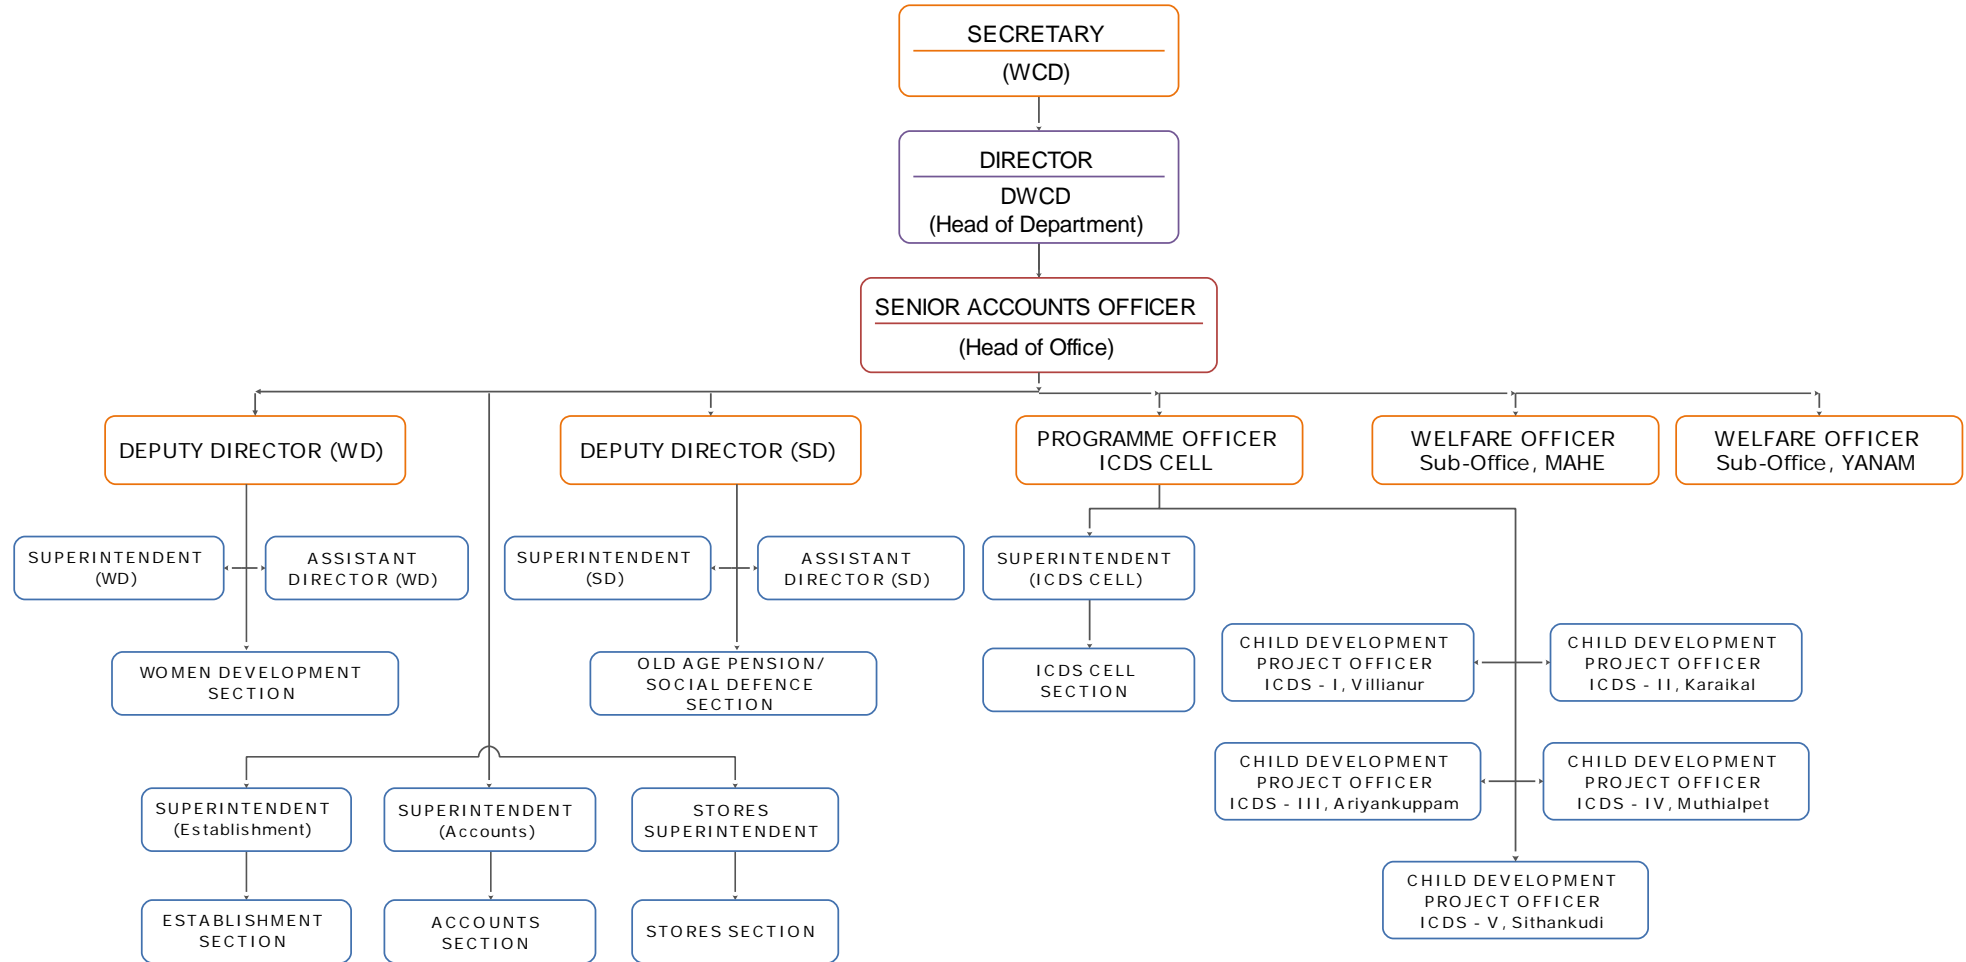 SECRETARY
(WCD)
DIRECTOR
DWCD
(Head of Department)
SENIOR ACCOUNTS OFFICER
(Head of Office)
DEPUTY DIRECTOR (WD)
DEPUTY DIRECTOR (SD)
PROGRAMME OFFICER
ICDS CELL
WELFARE OFFICER
Sub-Office, MAHE
WELFARE OFFICER
Sub-Office, YANAM
SUPERINTENDENT
(WD)
ASSISTANT
DIRECTOR (WD)
SUPERINTENDENT
(SD)
ASSISTANT
DIRECTOR (SD)
SUPERINTENDENT
(ICDS CELL)
WOMEN DEVELOPMENT
SECTION
OLD AGE PENSION/
SOCIAL DEFENCE
SECTION
ICDS CELL
SECTION
CHILD DEVELOPMENT
PROJECT OFFICER
ICDS - I, Villianur
CHILD DEVELOPMENT
PROJECT OFFICER
ICDS - II, Karaikal
CHILD DEVELOPMENT
PROJECT OFFICER
ICDS - III, Ariyankuppam
CHILD DEVELOPMENT
PROJECT OFFICER
ICDS - IV, Muthialpet
SUPERINTENDENT
(Establishment)
SUPERINTENDENT
(Accounts)
STORES
SUPERINTENDENT
CHILD DEVELOPMENT
PROJECT OFFICER
ICDS - V, Sithankudi
ESTABLISHMENT
SECTION
ACCOUNTS
SECTION
STORES SECTION